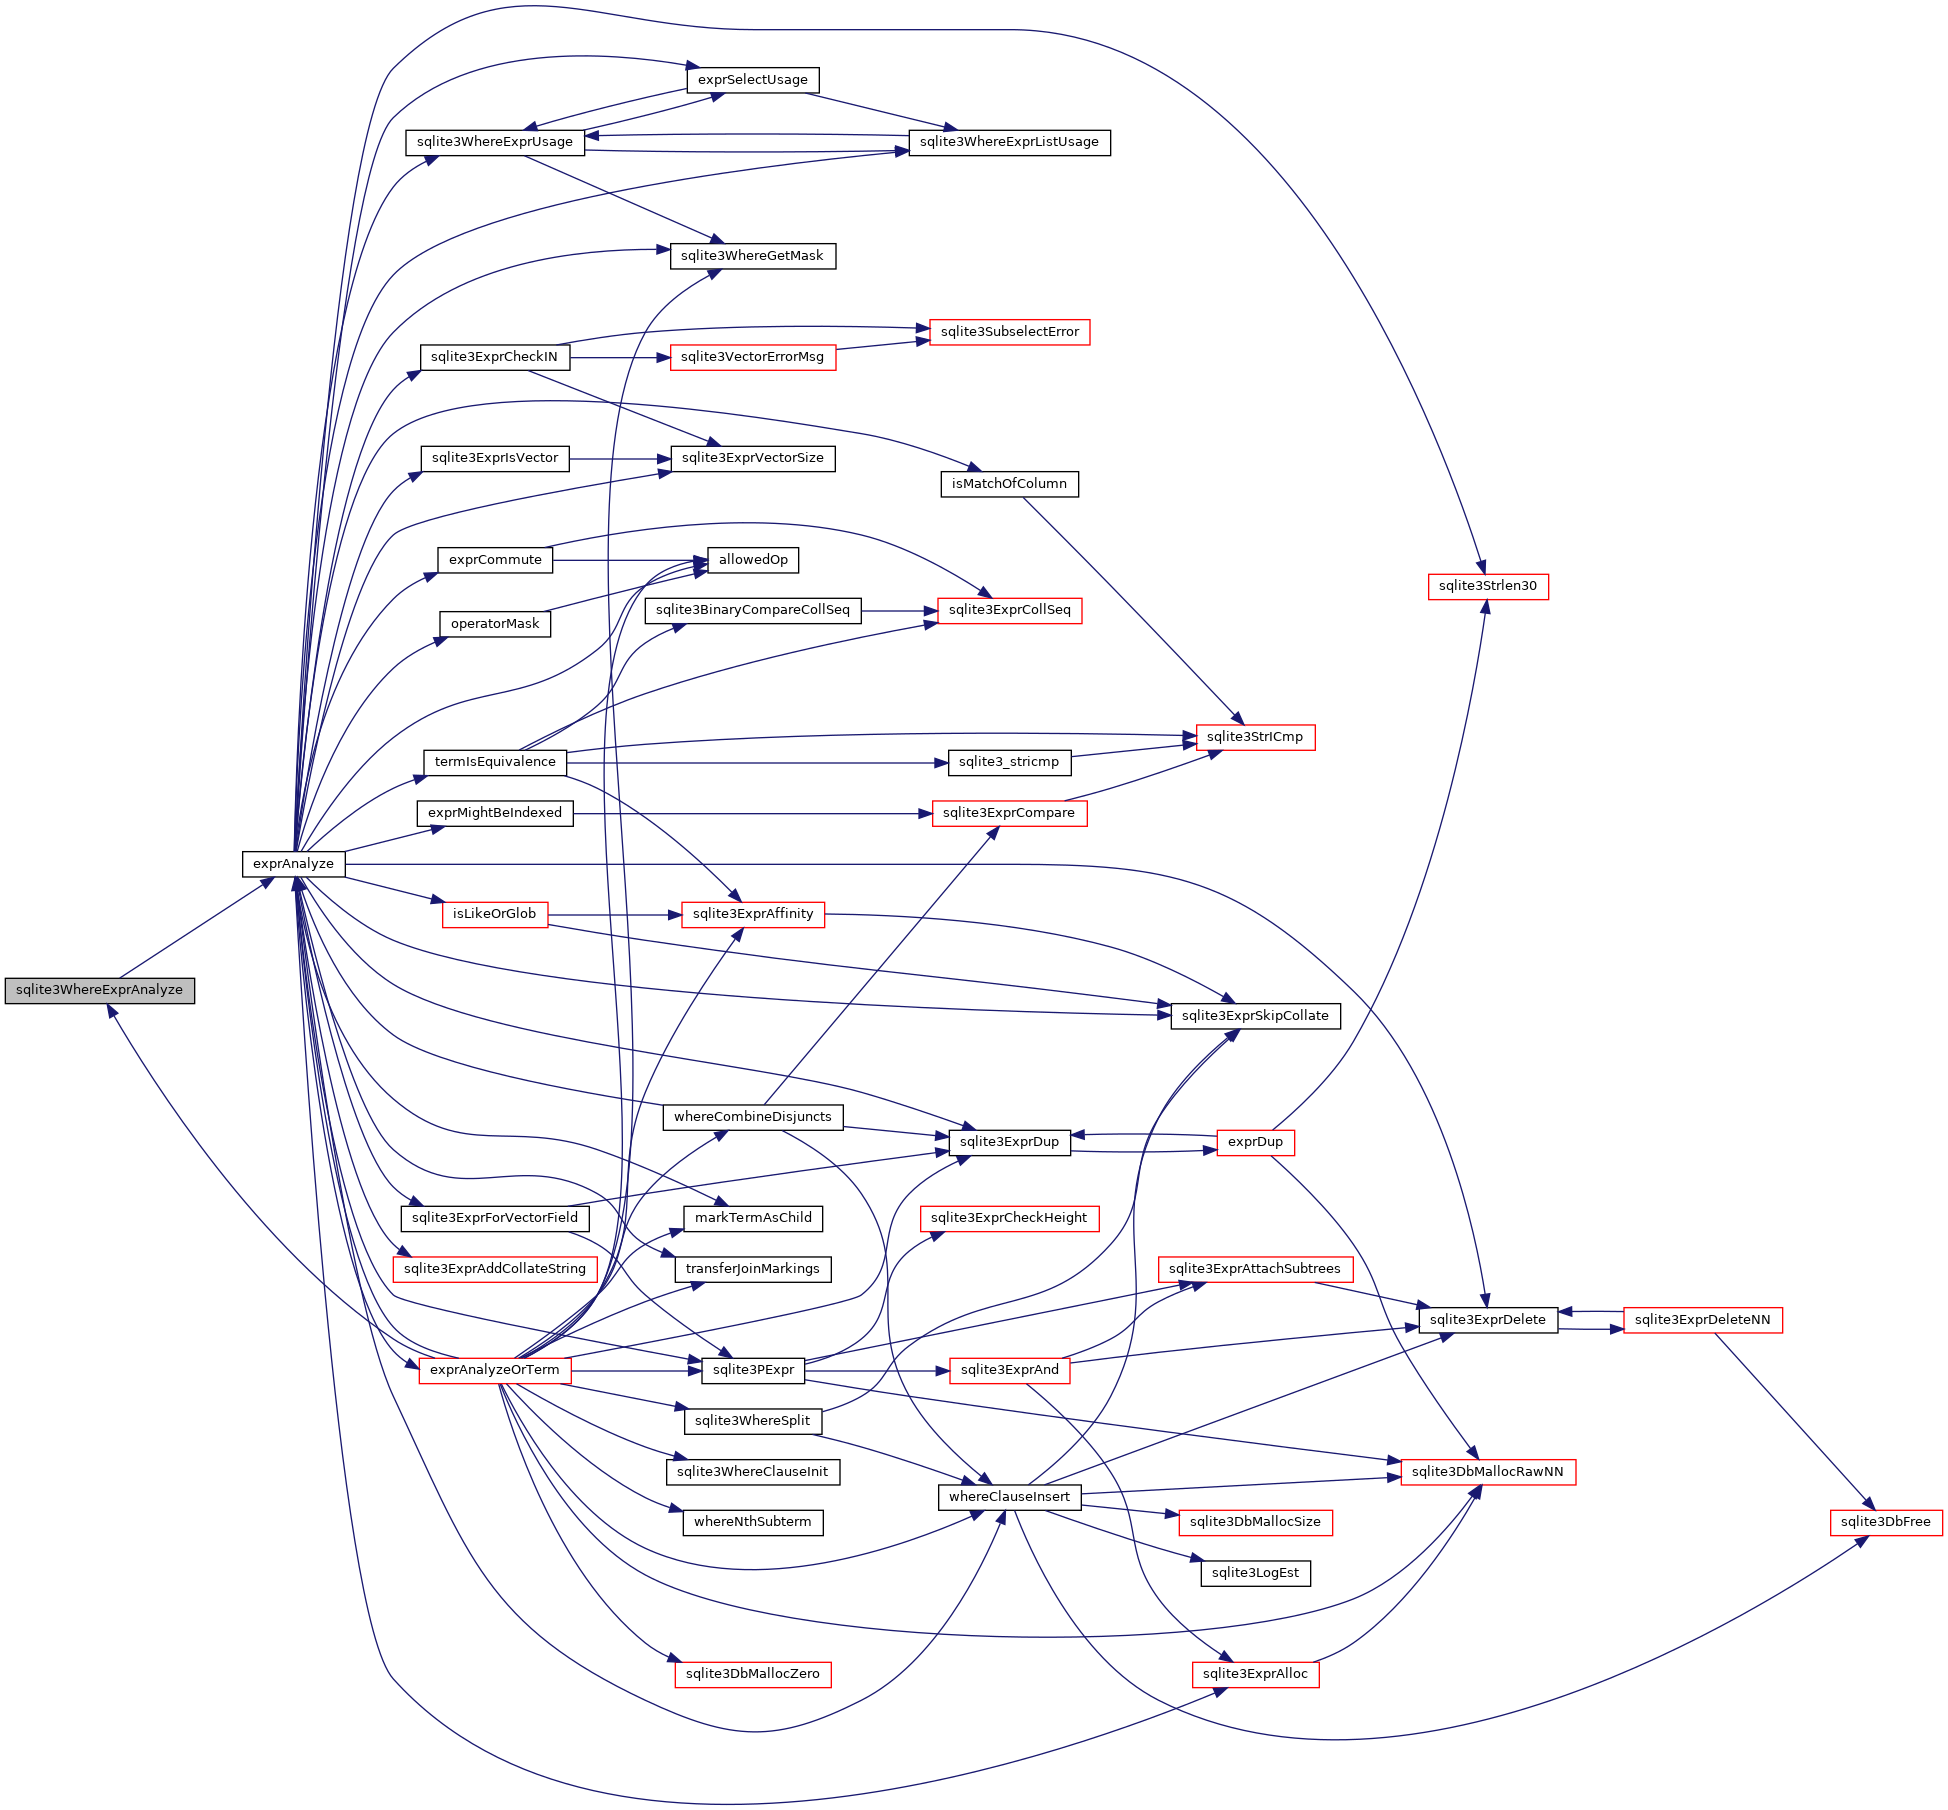 exprSelectUsage
sqlite3WhereExprUsage
sqlite3WhereExprListUsage
sqlite3WhereGetMask
sqlite3SubselectError
sqlite3ExprCheckIN
sqlite3VectorErrorMsg
sqlite3ExprIsVector
sqlite3ExprVectorSize
isMatchOfColumn
exprCommute
allowedOp
sqlite3Strlen30
sqlite3BinaryCompareCollSeq
sqlite3ExprCollSeq
operatorMask
sqlite3StrICmp
termIsEquivalence
sqlite3_stricmp
exprMightBeIndexed
sqlite3ExprCompare
exprAnalyze
isLikeOrGlob
sqlite3ExprAffinity
sqlite3WhereExprAnalyze
sqlite3ExprSkipCollate
whereCombineDisjuncts
sqlite3ExprDup
exprDup
sqlite3ExprForVectorField
markTermAsChild
sqlite3ExprCheckHeight
sqlite3ExprAddCollateString
transferJoinMarkings
sqlite3ExprAttachSubtrees
sqlite3ExprDelete
sqlite3ExprDeleteNN
exprAnalyzeOrTerm
sqlite3PExpr
sqlite3ExprAnd
sqlite3WhereSplit
sqlite3WhereClauseInit
sqlite3DbMallocRawNN
whereClauseInsert
whereNthSubterm
sqlite3DbMallocSize
sqlite3DbFree
sqlite3LogEst
sqlite3DbMallocZero
sqlite3ExprAlloc